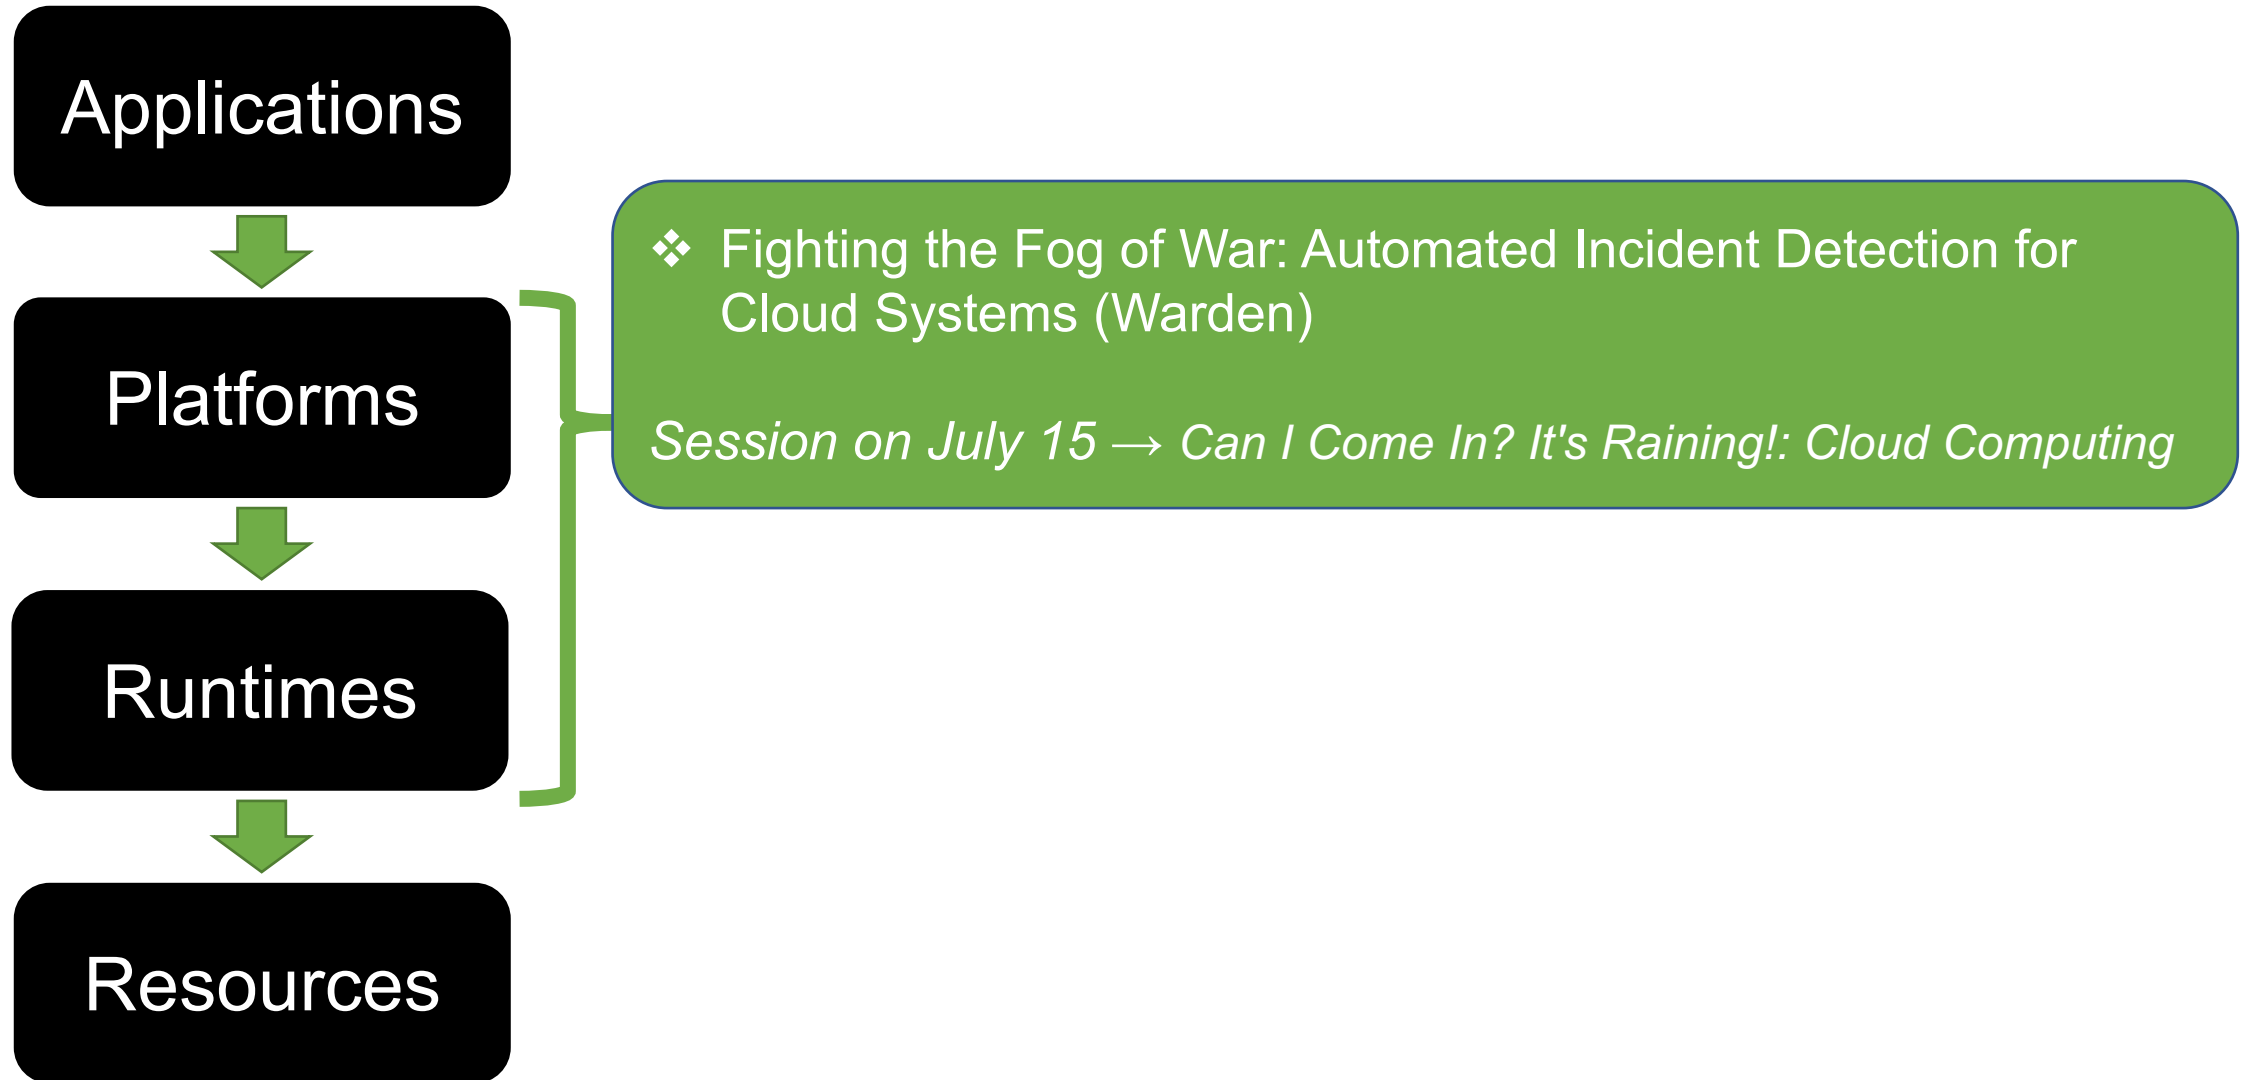 Applications
Platforms
Runtimes
Resources
❖ Fighting the Fog of War: Automated Incident Detection for
Cloud Systems (Warden)
Session on July 15 → Can I Come In? It's Raining!: Cloud Computing